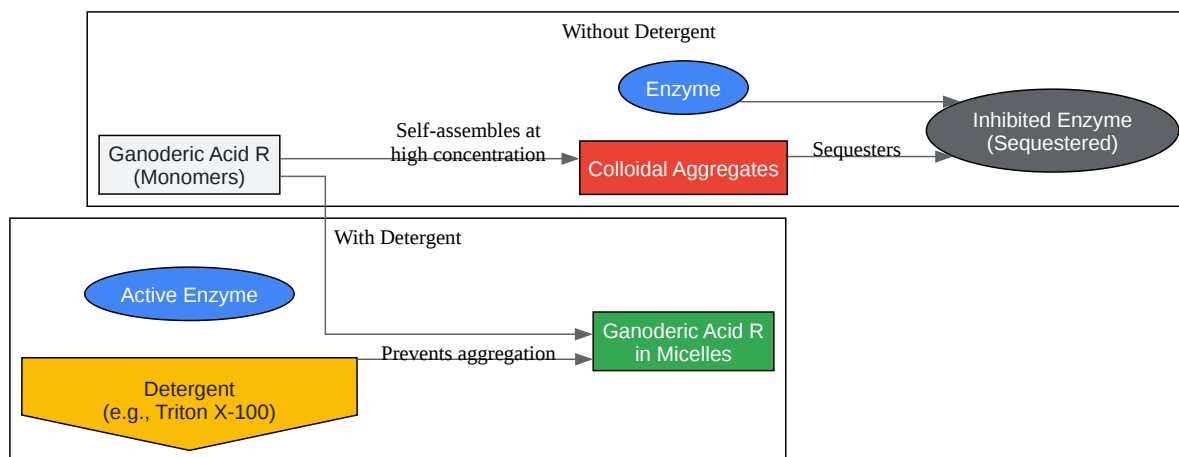 Without Detergent
Enzyme
Inhibited Enzyme
(Sequestered)
Self-assembles at
high concentration
Ganoderic Acid R
(Monomers)
Colloidal Aggregates
Sequesters
With Detergent
Active Enzyme
Ganoderic Acid R
in Micelles
Prevents aggregation
Detergent
(e.g., Triton X-100)